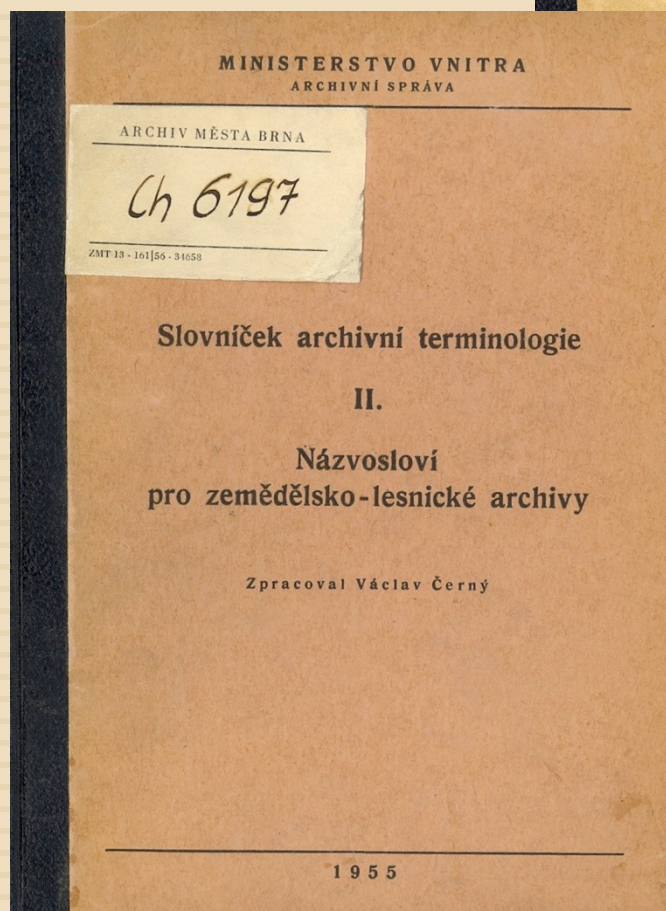 MINISTERSTVO VNITRA
ARCHIVNÍ SPRÁVA
ARCHIV MĚSTA BRNA
Ch 6197
ZMT 13 - 161|56 - 34658
Slovníček archivní terminologie
II.
Názvosloví
pro zemědělsko-lesnické archivy
Zpracoval Václav Černý
1955